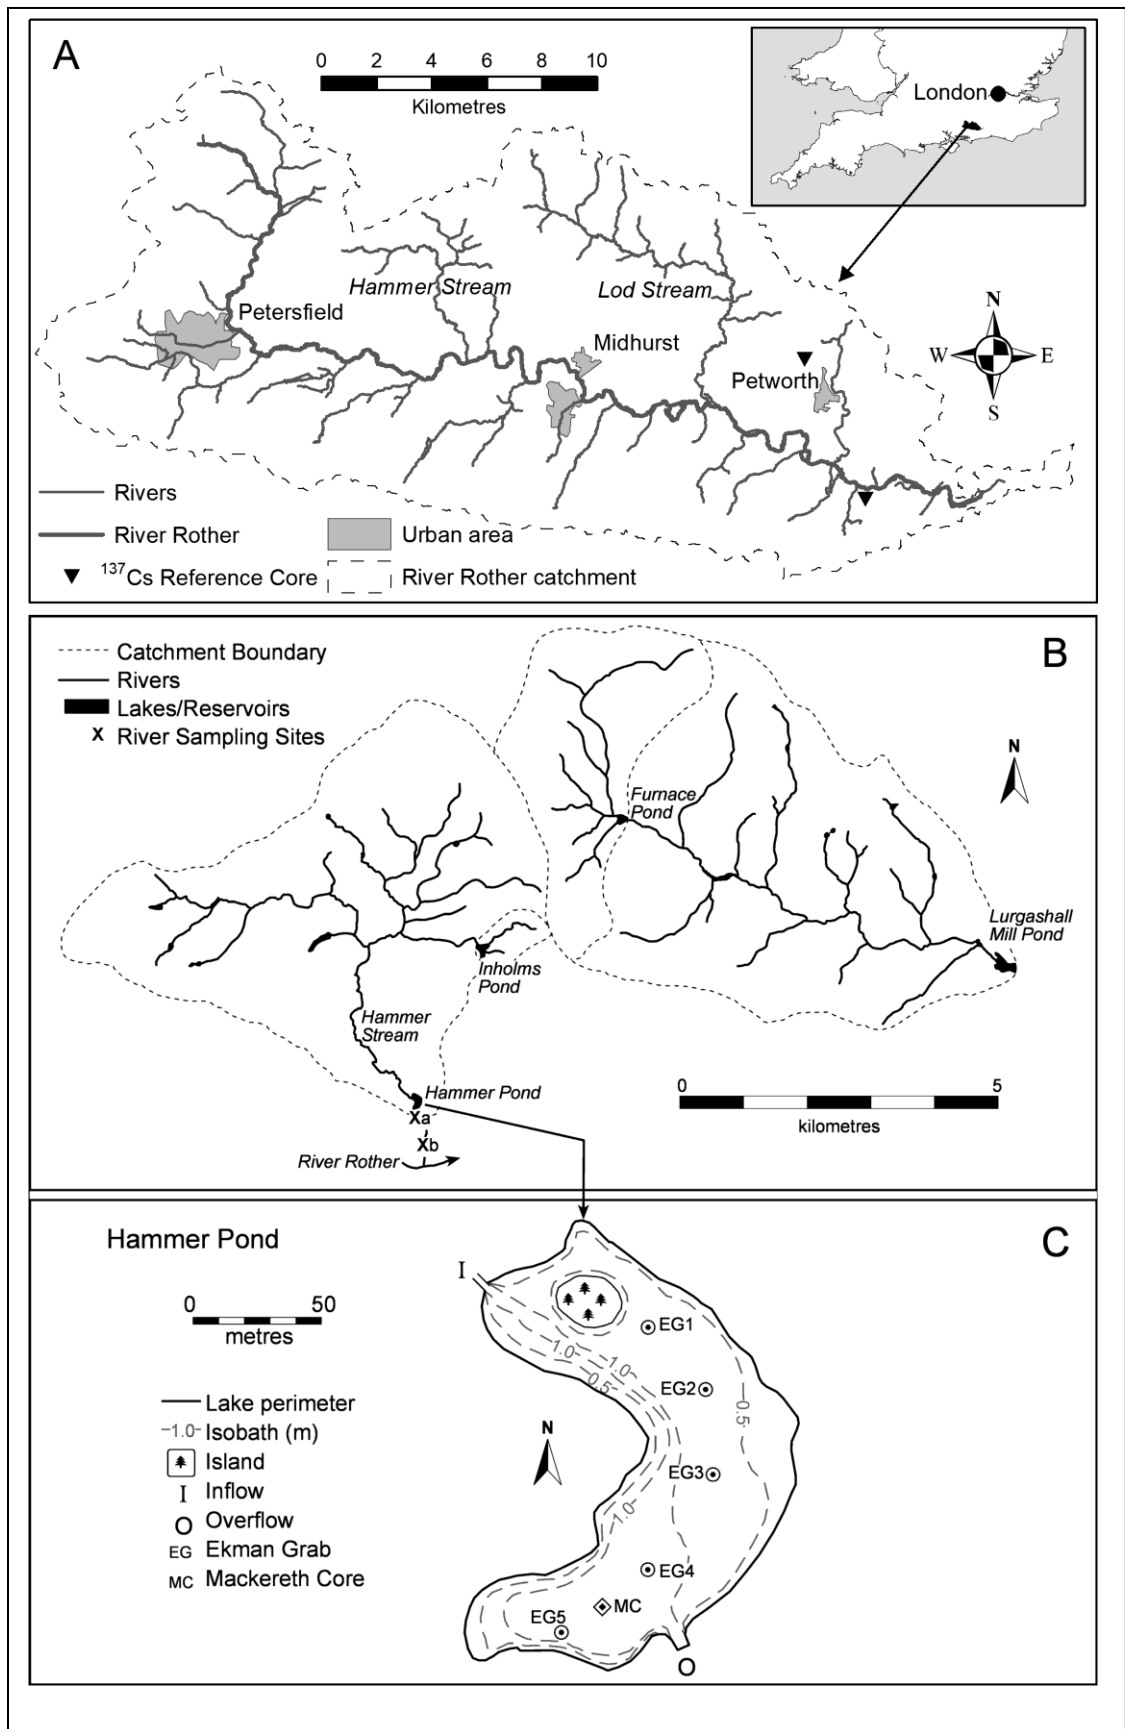 A
0 2 4 6 8 10
Kilometres
London
Hammer Stream
Lod Stream
Petersfield
Midhurst
Petworth
N
W E
S
Rivers
River Rother
Urban area
137Cs Reference Core
River Rother catchment
B
Catchment Boundary
Rivers
Lakes/Reservoirs
X River Sampling Sites
N
Furnace
Pond
Lurgashall
Mill Pond
Inholms
Pond
Hammer
Stream
Hammer Pond
Xa
Xb
River Rother
0 5
kilometres
C
Hammer Pond
I
0 50
metres
EG1
1.0
1.0
0.5
EG2
0.5
EG3
1.0
EG4
MC
EG5
O
N
Lake perimeter
-1.0- Isobath (m)
Island
I Inflow
O Overflow
EG Ekman Grab
MC Mackereth Core